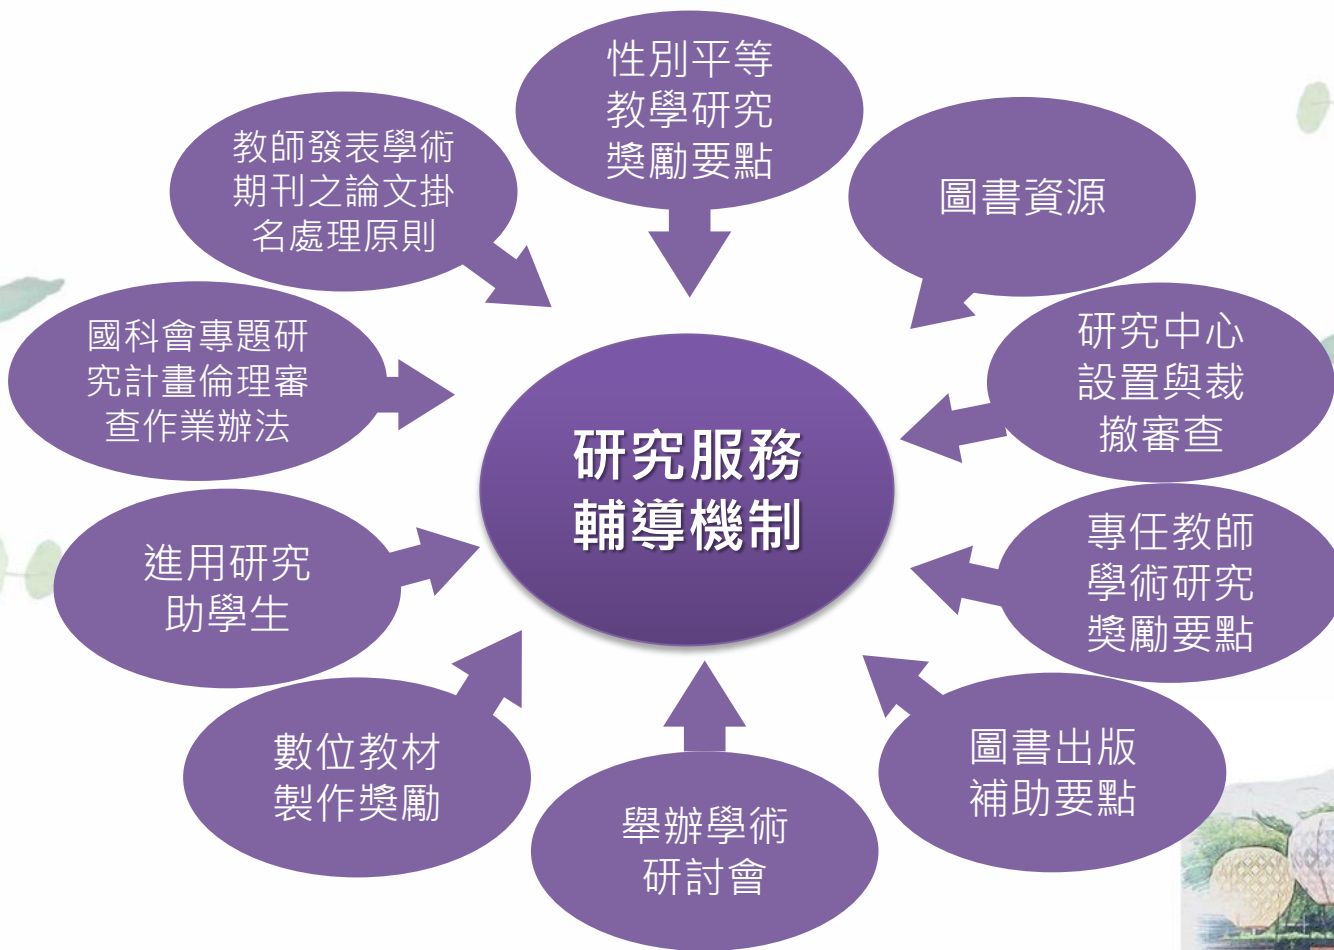 性別平等
教學研究
獎勵要點
圖書資源
研究中心
設置與裁
撤審查
專任教師
學術研究
獎勵要點
圖書出版
補助要點
舉辦學術
研討會
數位教材
製作獎勵
進用研究
助學生
國科會專題研
究計畫倫理審
查作業辦法
教師發表學術
期刊之論文掛
名處理原則
研究服務
輔導機制